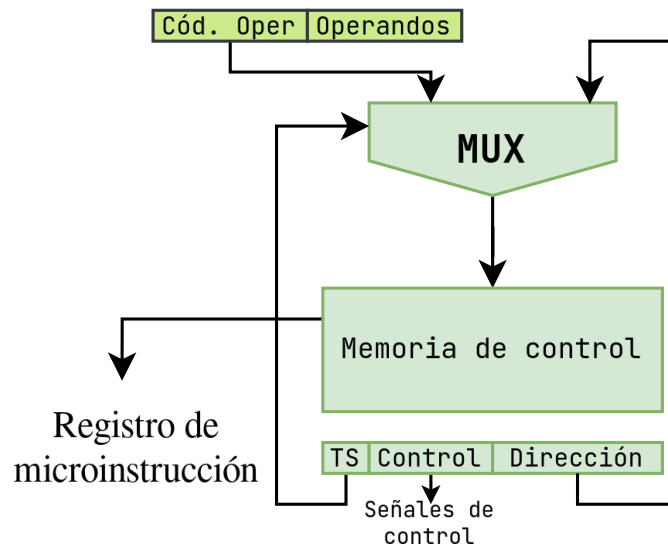 Cód. Oper Operandos
MUX
Memoria de control
Registro de
microinstrucción
TS Control Dirección
Señales de
control